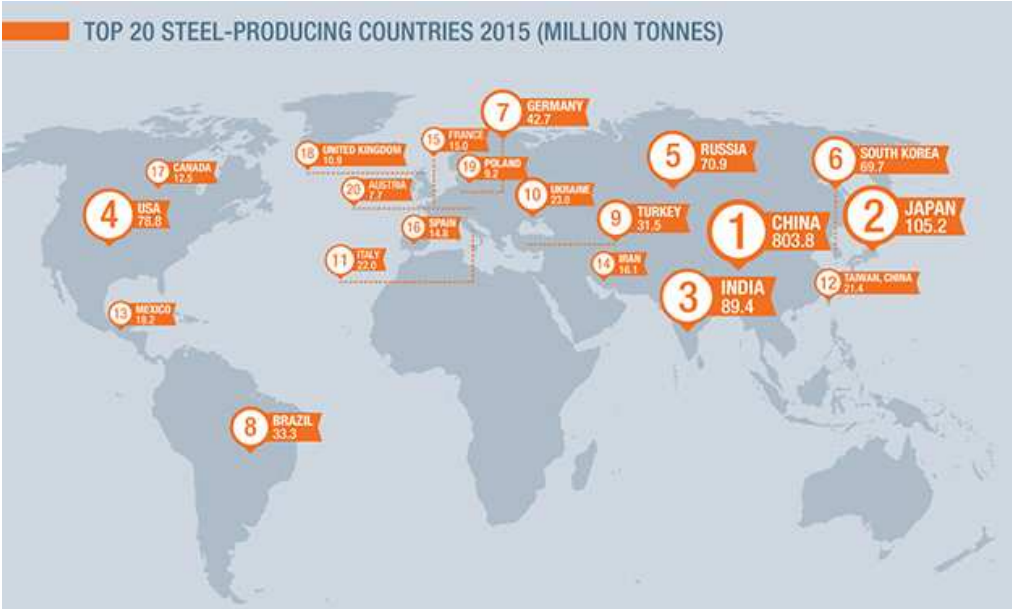 TOP 20 STEEL-PRODUCING COUNTRIES 2015 (MILLION TONNES)
7
GERMANY
42.7
15
FRANCE
15.0
18
UNITED KINGDOM
10.9
19
POLAND
9.2
5
RUSSIA
70.9
6
SOUTH KOREA
69.7
17
CANADA
12.5
20
AUSTRIA
7.7
10
UKRAINE
23.0
4
USA
78.8
16
SPAIN
14.8
9
TURKEY
31.5
1
CHINA
803.8
2
JAPAN
105.2
11
ITALY
22.0
14
IRAN
16.1
3
INDIA
89.4
12
TAIWAN, CHINA
21.4
13
MEXICO
18.2
8
BRAZIL
33.3